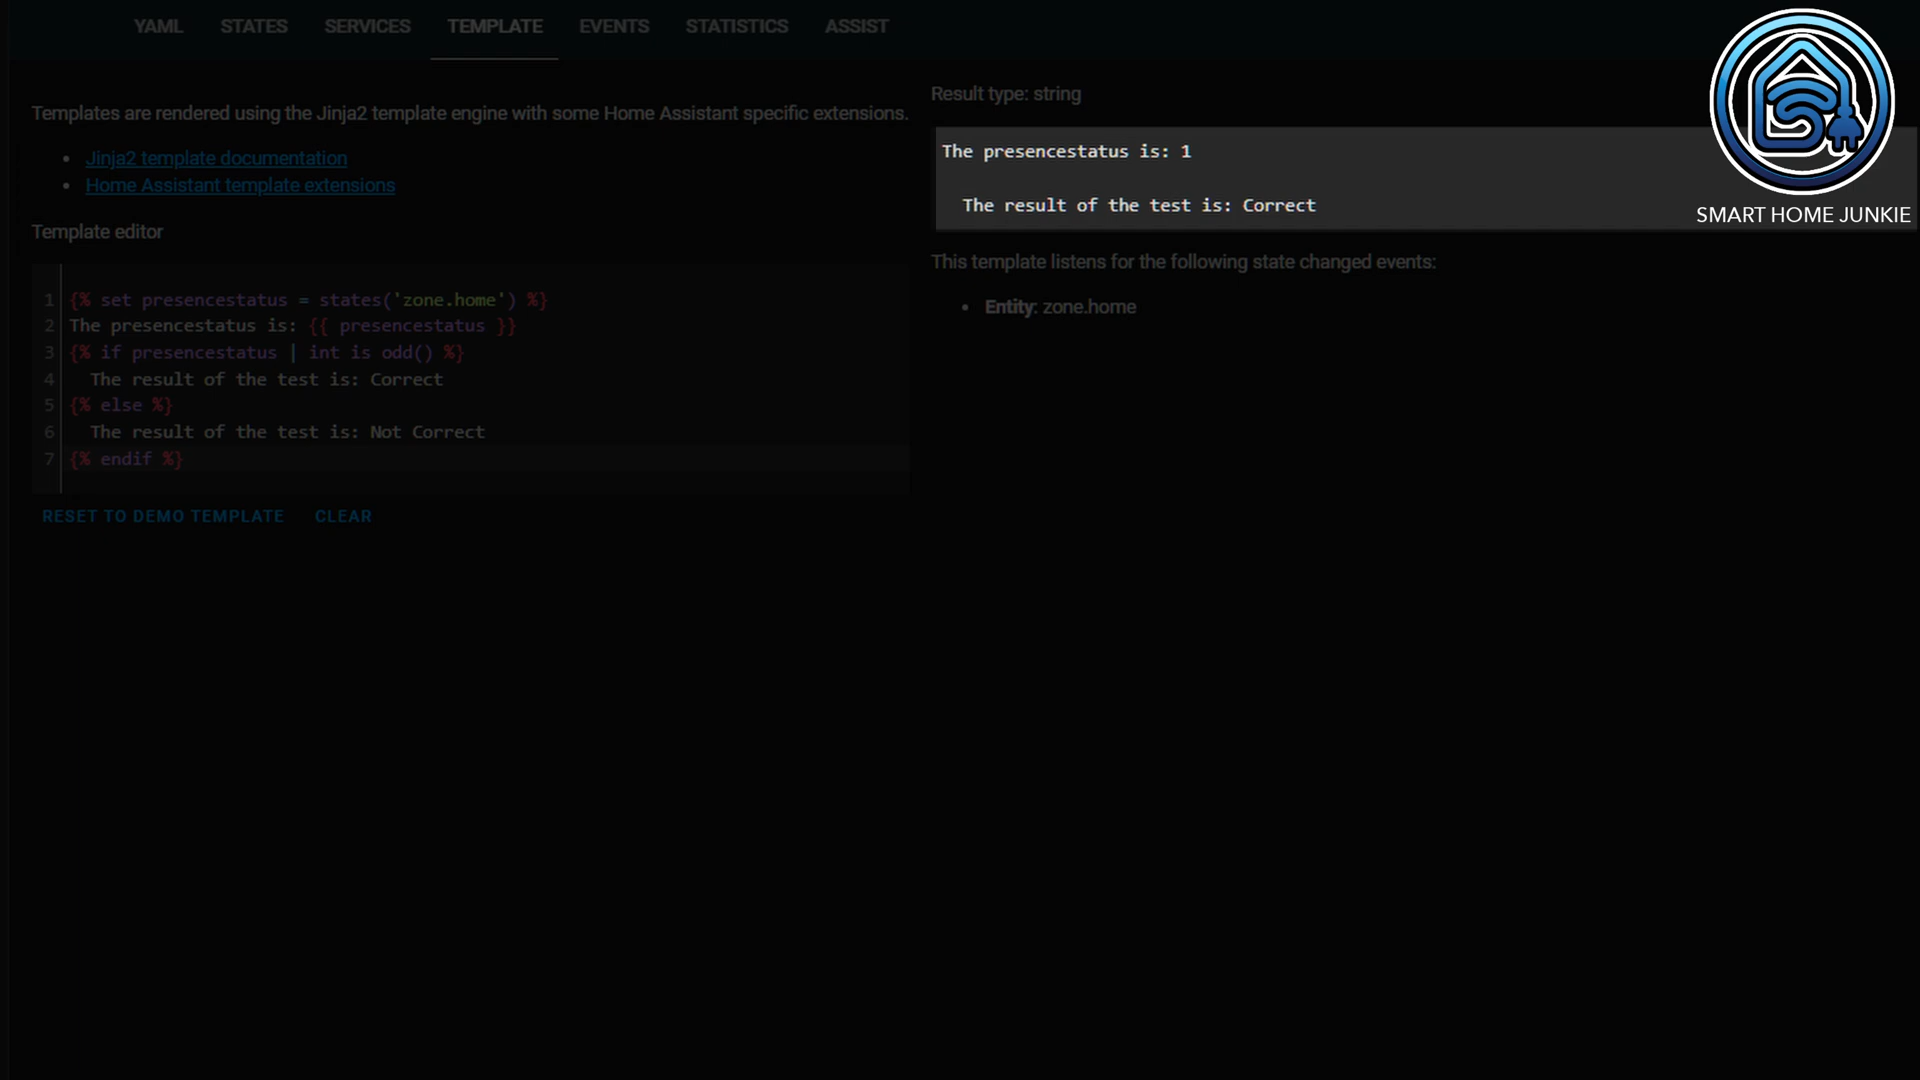 YAML STATES SERVICES TEMPLATE EVENTS STATISTICS ASSIST
Templates are rendered using the Jinja2 template engine with some Home Assistant specific extensions.
• Jinja2 template documentation
• Home Assistant template extensions
Template editor
1 {% set presencestatus = states('zone.home') %}
2 The presencestatus is: {{ presencestatus }}
3 {% if presencestatus | int is odd() %}
4   The result of the test is: Correct
5 {% else %}
6   The result of the test is: Not Correct
7 {% endif %}
RESET TO DEMO TEMPLATE CLEAR
Result type: string
The presencestatus is: 1
  The result of the test is: Correct
This template listens for the following state changed events:
• Entity: zone.home
SMART HOME JUNKIE